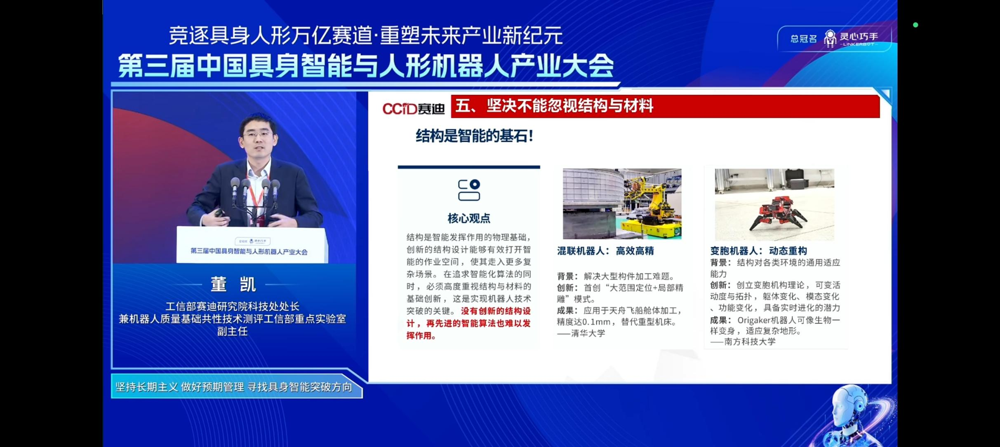 竞逐具身人形万亿赛道·重塑未来产业新纪元
第三届中国具身智能与人形机器人产业大会
总冠名 灵心巧手
LINKERBOT
CCiD赛迪
五、坚决不能忽视结构与材料
结构是智能的基石！
核心观点
结构是智能发挥作用的物理基础，
创新的结构设计能够有效打开智
能的作业空间，使其走入更多复
杂场景。在追求智能化算法的同
时，必须高度重视结构与材料的
基础创新，这是实现机器人技术
突破的关键。没有创新的结构设
计，再先进的智能算法也难以发
挥作用。
混联机器人：高效高精
背景：解决大型构件加工难题。
创新：首创“大范围定位+局部精
雕”模式。
成果：应用于天舟飞船舱体加工，
精度达0.1mm，替代重型机床。
——清华大学
变胞机器人：动态重构
背景：结构对各类环境的通用适应
能力
创新：创立变胞机构理论，可变活
动度与拓扑，躯体变化、模态变化
、功能变化，具备实时进化的潜力
成果：Origaker机器人可像生物一
样变身，适应复杂地形。
——南方科技大学
总冠名 灵心巧手
第三届中国具身智能与人形机器人产业大会
董 凯
工信部赛迪研究院科技处处长
兼机器人质量基础共性技术测评工信部重点实验室
副主任
坚持长期主义 做好预期管理 寻找具身智能突破方向